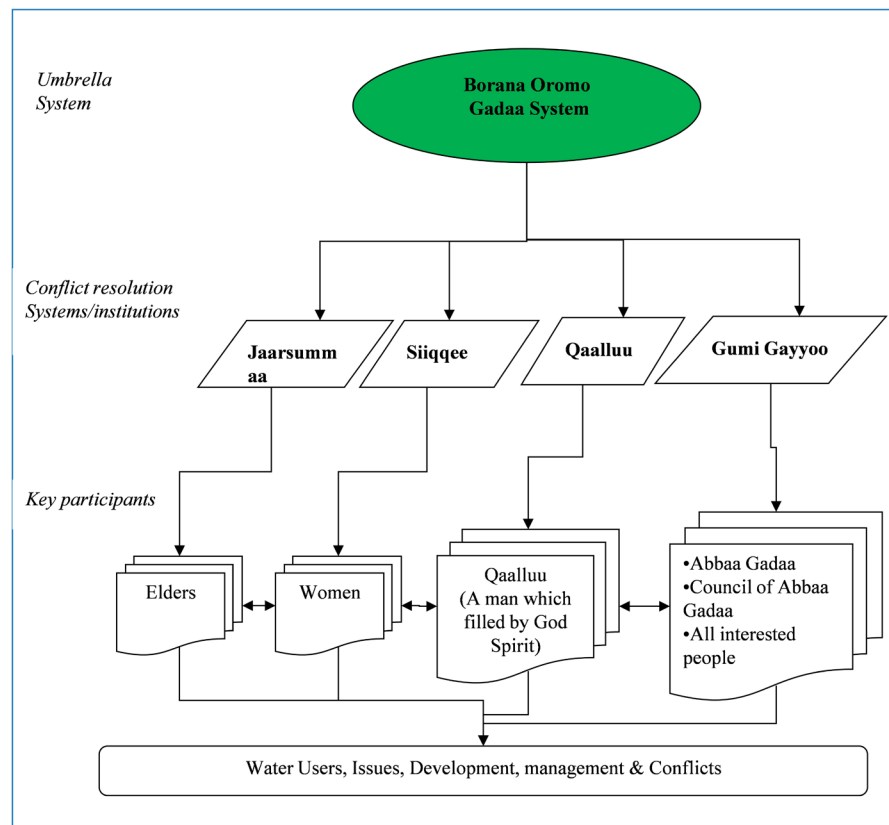 Umbrella
System
Borana Oromo
Gadaa System
Conflict resolution
Systems/institutions
Jaarsumm
aa
Siiqqee
Qaalluu
Gumi Gayyoo
Key participants
Elders
Women
Qaalluu
(A man which
filled by God
Spirit)
•Abbaa Gadaa
•Council of Abbaa
Gadaa
•All interested
people
Water Users, Issues, Development, management & Conflicts